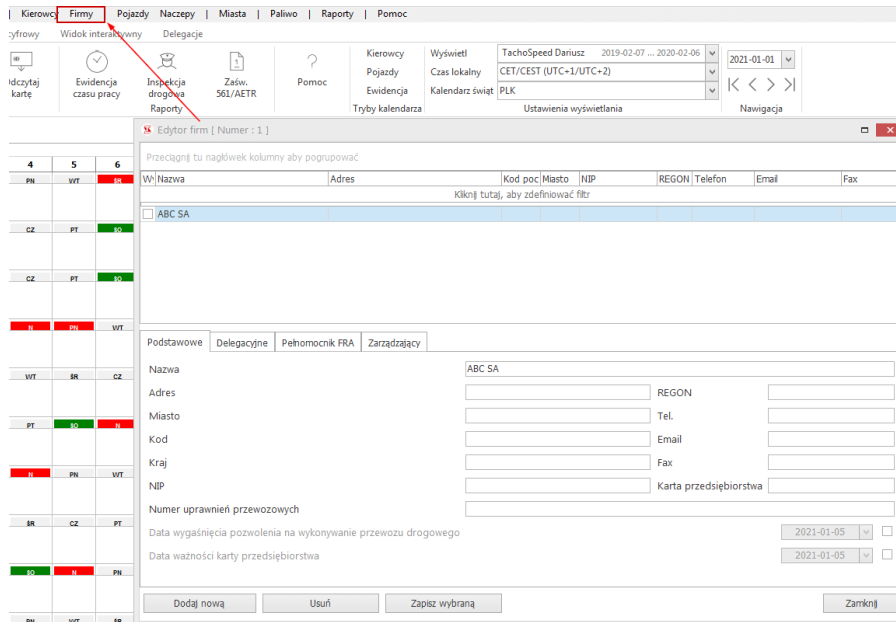 | Kierowcy Firmy Pojazdy Naczepy | Miasta | Paliwo | Raporty | Pomoc
cyfrowy Widok interaktywny Delegacje
Odczytaj kartę
Ewidencja czasu pracy
Inspekcja drogowa
Zaśw. 561/AETR
Raporty
Pomoc
Kierowcy
Pojazdy
Ewidencja
Tryby kalendarza
Wyświetl TachoSpeed Dariusz 2019-02-07 ... 2020-02-06
Czas lokalny CET/CEST (UTC+1/UTC+2)
Kalendarz świąt PLK
Ustawienia wyświetlania
2021-01-01
Nawigacja
4 5 6
PN WT ŚR
CZ PT SO
CZ PT SO
N PN WT
WT ŚR CZ
PT SO N
N PN WT
ŚR CZ PT
SO N PN
PN WT ŚR
Edytor firm [ Numer : 1 ]
Przeciągnij tu nagłówek kolumny aby pogrupować
Wy Nazwa Adres Kod poc Miasto NIP REGON Telefon Email Fax
Kliknij tutaj, aby zdefiniować filtr
ABC SA
Podstawowe Delegacyjne Pełnomocnik FRA Zarządzający
Nazwa ABC SA
Adres REGON
Miasto Tel.
Kod Email
Kraj Fax
NIP Karta przedsiębiorstwa
Numer uprawnień przewozowych
Data wygaśnięcia pozwolenia na wykonywanie przewozu drogowego 2021-01-05
Data ważności karty przedsiębiorstwa 2021-01-05
Dodaj nową Usuń Zapisz wybraną Zamknij